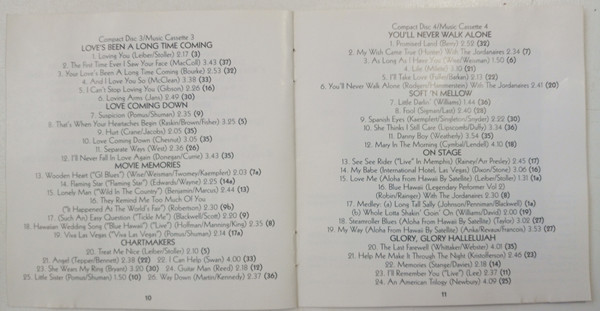 Compact Disc 3/Music Cassette 3
LOVE'S BEEN A LONG TIME COMING
1. Loving You (Leiber/Stoller) 2.17 (3)
2. The First Time Ever I Saw Your Face (MacColl) 3.43 (37)
3. Your Love's Been A Long Time Coming (Bourke) 2.53 (32)
4. And I Love You So (McClean) 3.38 (33)
5. I Can't Stop Loving You (Gibson) 2.26 (16)
6. Loving Arms (Jans) 2.49 (30)
LOVE COMING DOWN
7. Suspicion (Pomus/Shuman) 2.35 (9)
8. That's When Your Heartaches Begin (Raskin/Brown/Fisher) 3.25 (5)
9. Hurt (Crane/Jacobs) 2.05 (35)
10. Love Coming Down (Chesnut) 3.05 (35)
11. Separate Ways (West) 2.36 (26)
12. I'll Never Fall In Love Again (Donegan/Currie) 3.43 (35)
MOVIE MEMORIES
13. Wooden Heart ("GI Blues") (Wise/Weisman/Twomey/Kaempfert) 2.03 (7a)
14. Flaming Star ("Flaming Star") (Edwards/Wayne) 2.25 (14a)
15. Lonely Man ("Wild In The Country") (Benjamin/Marcus) 2.44 (13)
16. They Remind Me Too Much Of You
("It Happened At The World's Fair") (Robertson) 2.30 (9b)
17. (Such An) Easy Question ("Tickle Me") (Blackwell/Scott) 2.20 (9)
18. Hawaiian Wedding Song ("Blue Hawaii") ("Live") (Hoffman/Manning/King) 2.35 (8)
19. Viva Las Vegas ("Viva Las Vegas") (Pomus/Shuman) 2.14 (17a)
CHARTMAKERS
20. Treat Me Nice (Leiber/Stoller) 2.10 (5)
21. Angel (Tepper/Bennett) 2.38 (22) 22. I Can Help (Swan) 4.00 (33)
23. She Wears My Ring (Bryant) 3.20 (30) 24. Guitar Man (Reed) 2.18 (12)
25. Little Sister (Pomus/Shuman) 1.50 (10) 26. Way Down (Martin/Kennedy) 2.37 (36)
10
Compact Disc 4/Music Cassette 4
YOU'LL NEVER WALK ALONE
1. Promised Land (Berry) 2.52 (32)
2. My Wish Came True (Hunter) With The Jordanaires 2.34 (7)
3. As Long As I Have You (Wise/Weisman) 1.50 (6)
4. Life (Milete) 3.10 (21)
5. I'll Take Love (Fuller/Barkan) 2.13 (22)
6. You'll Never Walk Alone (Rodgers/Hammerstein) With The Jordanaires 2.41 (20)
SOFT 'N MELLOW
7. Little Darlin' (Williams) 1.44 (36)
8. Fool (Sigman/Last) 2.40
9. Spanish Eyes (Kaempfert/Singleton/Snyder) 2.22 (30)
10. She Thinks I Still Care (Lipscomb/Duffy) 3.34 (36)
11. Danny Boy (Weatherly) 3.54 (35)
12. Mary In The Morning (Cymbal/Lendell) 4.10 (18)
ON STAGE
13. See See Rider ("Live" In Memphis) (Rainey/Arr Presley) 2.45 (17)
14. My Babe (International Hotel, Las Vegas) (Dixon/Stone) 3.06 (16)
15. Love Me (Aloha From Hawaii By Satellite) (Leiber/Stoller) 1.31 (1a)
16. Blue Hawaii (Legendary Performer Vol 2)
(Robin/Rainger) With The Jordanaires 2.30 (8)
17. Medley: (a) Long Tall Sally (Johnson/Penniman/Blackwell) (1a)
(b) Whole Lotta Shakin' Goin' On (Williams/David) 2.00 (19)
18. Steamroller Blues (Aloha From Hawaii By Satellite) (Taylor) 3.02 (27)
19. My Way (Aloha From Hawaii By Satellite) (Anka/Revaux/Francois) 3.53 (27)
GLORY, GLORY HALLELUJAH
20. The Last Farewell (Whittaker/Webster) 4.01 (35)
21. Help Me Make It Through The Night (Kristofferson) 2.46 (23)
22. Memories (Strange/Davies) 2.18 (14)
23. I'll Remember You ("Live") (Lee) 2.37 (11)
24. An American Trilogy (Newbury) 4.09 (25)
11